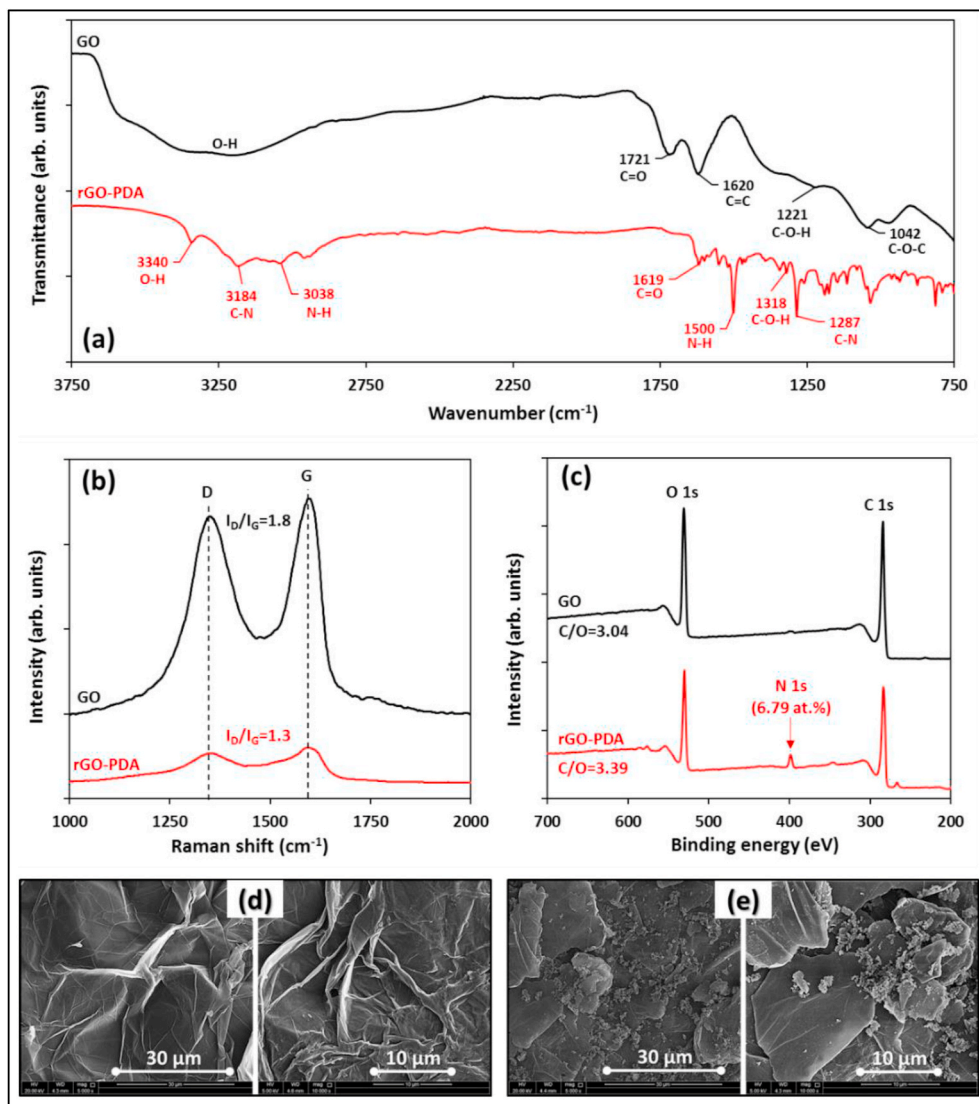 GO
O-H
1721
C=O
1620
C=C
1221
C-O-H
1042
C-O-C
rGO-PDA
3340
O-H
3184
C-N
3038
N-H
1619
C=O
1500
N-H
1318
C-O-H
1287
C-N
Transmittance (arb. units)
(a)
3750 3250 2750 2250 1750 1250 750
Wavenumber (cm⁻¹)
(b)
D
G
I_D/I_G=1.8
GO
I_D/I_G=1.3
rGO-PDA
Intensity (arb. units)
1000 1250 1500 1750 2000
Raman shift (cm⁻¹)
(c)
O 1s
C 1s
GO
C/O=3.04
N 1s
(6.79 at.%)
rGO-PDA
C/O=3.39
Intensity (arb. units)
700 600 500 400 300 200
Binding energy (eV)
(d)
30 µm
10 µm
(e)
30 µm
10 µm